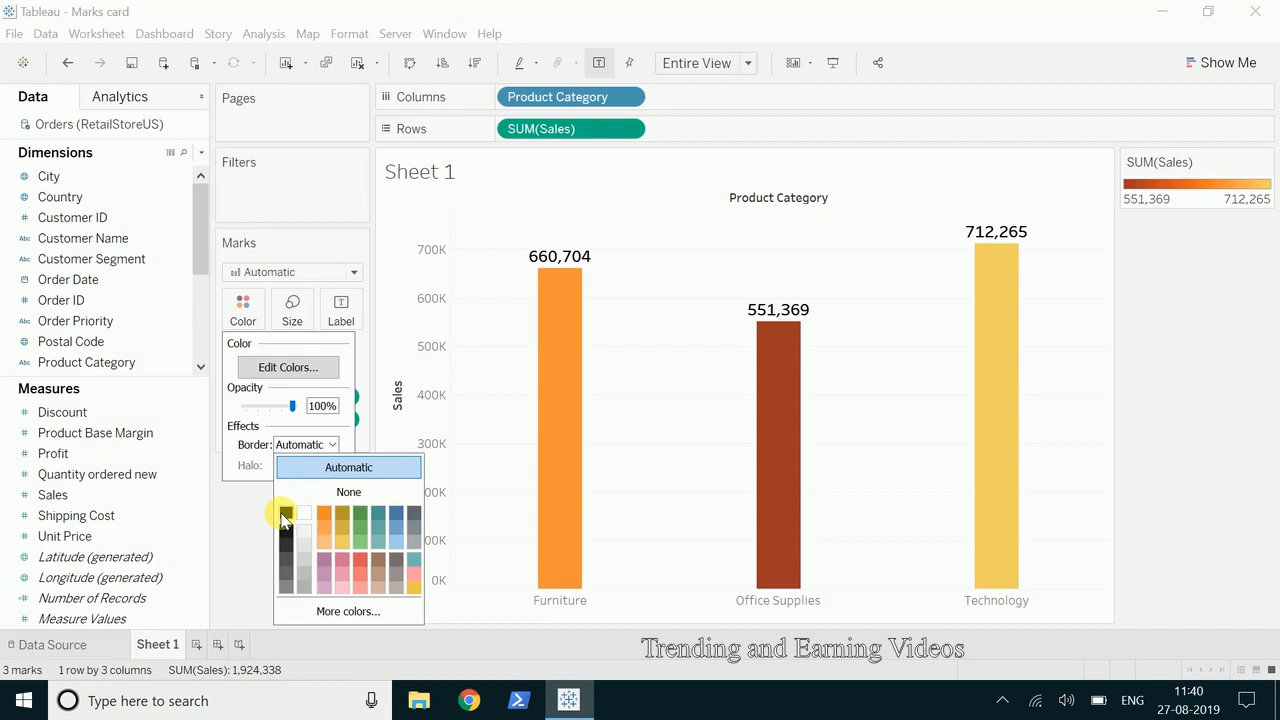 Tableau - Marks card
File Data Worksheet Dashboard Story Analysis Map Format Server Window Help
Entire View
Show Me
Data Analytics
Orders (RetailStoreUS)
Dimensions
City
Country
Customer ID
Customer Name
Customer Segment
Order Date
Order ID
Order Priority
Postal Code
Product Category
Measures
Discount
Product Base Margin
Profit
Quantity ordered new
Sales
Shipping Cost
Unit Price
Latitude (generated)
Longitude (generated)
Number of Records
Measure Values
Pages
Filters
Marks
Automatic
Color Size Label
Color
Edit Colors...
Opacity
100%
Effects
Border: Automatic
Halo:
Automatic
None
More colors...
Columns Product Category
Rows SUM(Sales)
Sheet 1
Product Category
Sales
700K
600K
500K
400K
300K
00K
00K
0K
660,704
551,369
712,265
Furniture Office Supplies Technology
SUM(Sales)
551,369 712,265
Data Source Sheet 1
Trending and Earning Videos
3 marks 1 row by 3 columns SUM(Sales): 1,924,338
Type here to search
ENG
11:40
27-08-2019